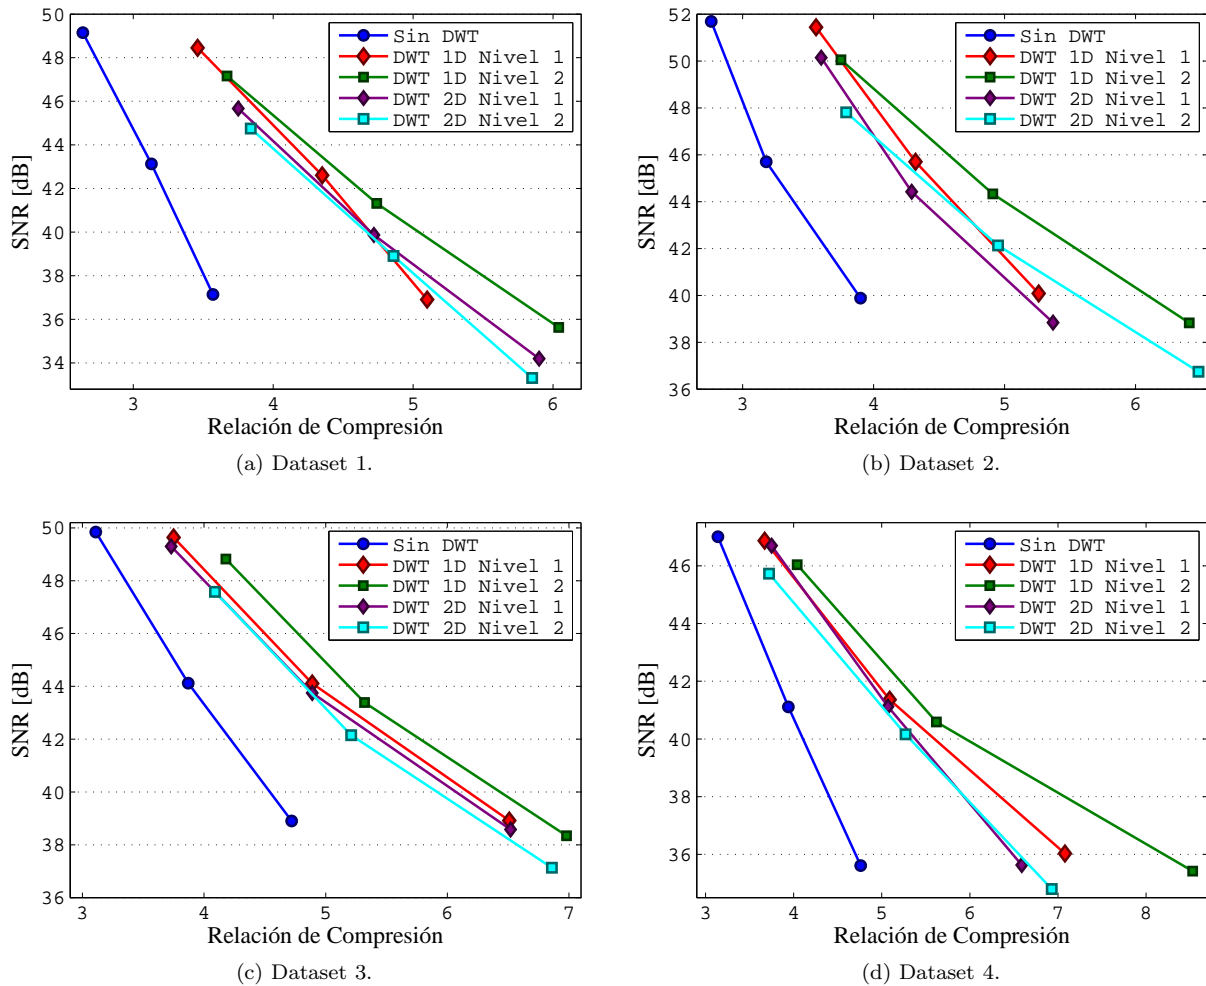 50
48
46
44
42
40
38
36
34
SNR [dB]
Sin DWT
DWT 1D Nivel 1
DWT 1D Nivel 2
DWT 2D Nivel 1
DWT 2D Nivel 2
3 4 5 6
Relación de Compresión
(a) Dataset 1.
52
50
48
46
44
42
40
38
36
SNR [dB]
Sin DWT
DWT 1D Nivel 1
DWT 1D Nivel 2
DWT 2D Nivel 1
DWT 2D Nivel 2
3 4 5 6
Relación de Compresión
(b) Dataset 2.
50
48
46
44
42
40
38
36
SNR [dB]
Sin DWT
DWT 1D Nivel 1
DWT 1D Nivel 2
DWT 2D Nivel 1
DWT 2D Nivel 2
3 4 5 6 7
Relación de Compresión
(c) Dataset 3.
46
44
42
40
38
36
SNR [dB]
Sin DWT
DWT 1D Nivel 1
DWT 1D Nivel 2
DWT 2D Nivel 1
DWT 2D Nivel 2
3 4 5 6 7 8
Relación de Compresión
(d) Dataset 4.